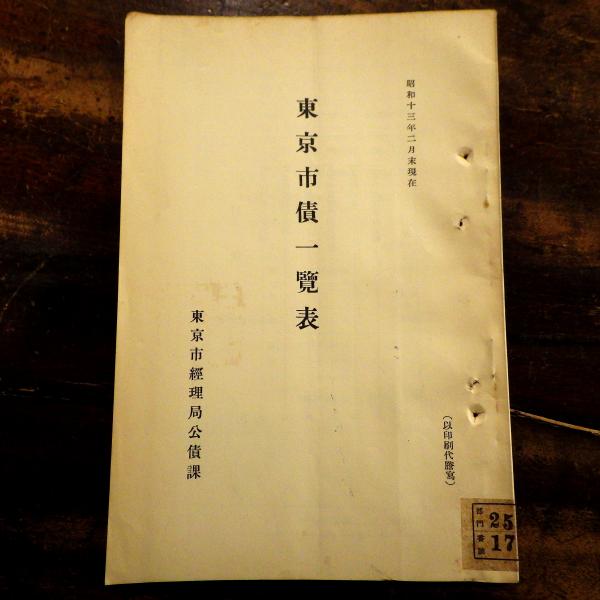 昭和十三年二月末現在
東京市債一覽表
東京市經理局公債課
（以印刷代謄寫）
部門 25
番號 17